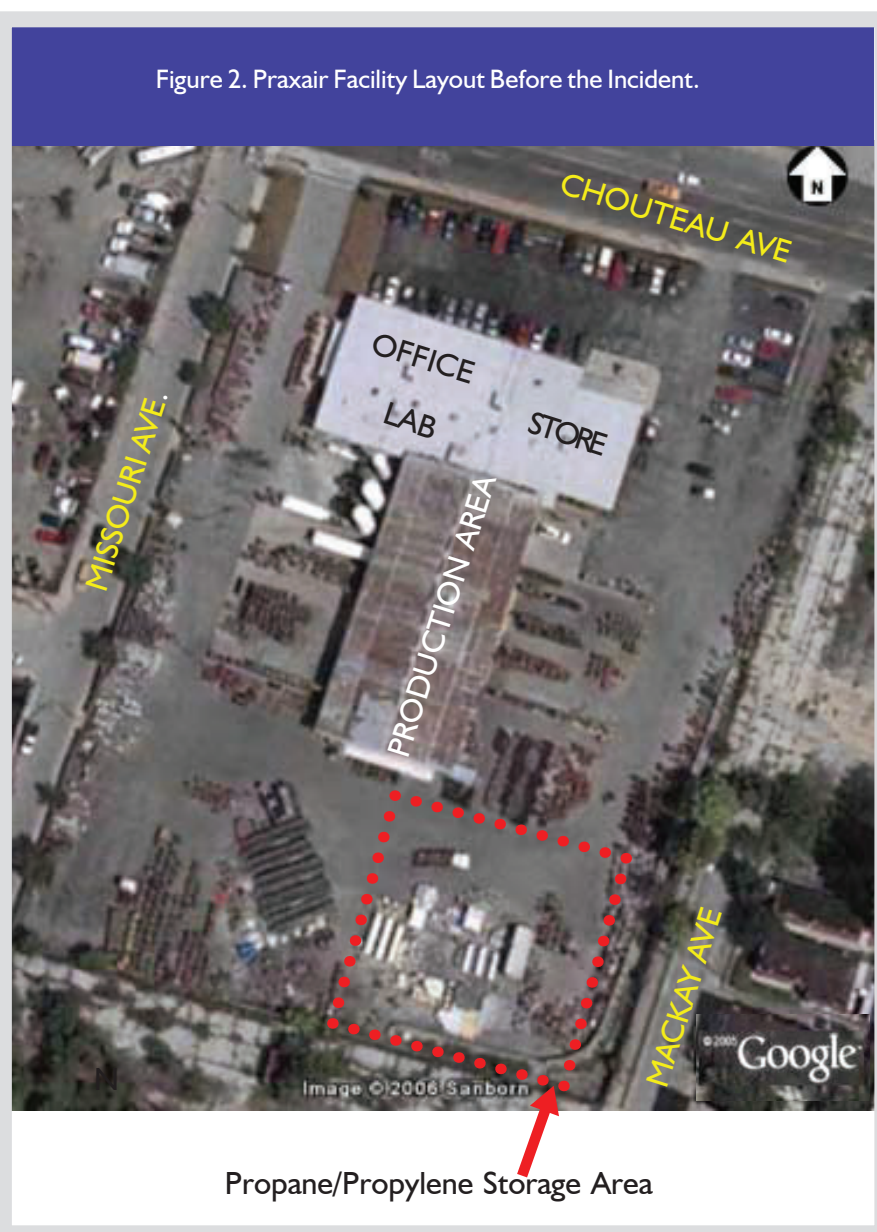 Figure 2. Praxair Facility Layout Before the Incident.
N
CHOUTEAU AVE
OFFICE
LAB
STORE
MISSOURI AVE.
PRODUCTION AREA
MACKAY AVE
©2005 Google
N
Image © 2006 Sanborn
Propane/Propylene Storage Area